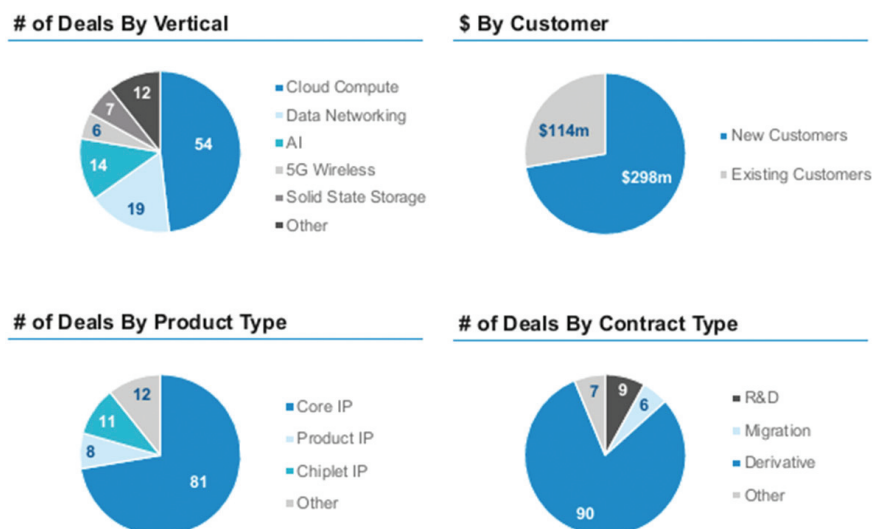 # of Deals By Vertical
54
19
14
6
7
12
Cloud Compute
Data Networking
AI
5G Wireless
Solid State Storage
Other
$ By Customer
$114m
$298m
New Customers
Existing Customers
# of Deals By Product Type
81
8
11
12
Core IP
Product IP
Chiplet IP
Other
# of Deals By Contract Type
7
9
6
90
R&D
Migration
Derivative
Other